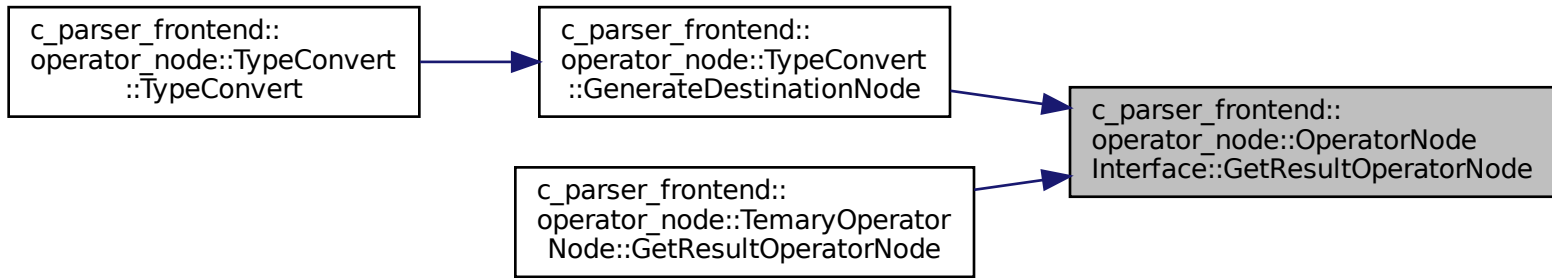 c_parser_frontend::
operator_node::TypeConvert
::TypeConvert
c_parser_frontend::
operator_node::TypeConvert
::GenerateDestinationNode
c_parser_frontend::
operator_node::OperatorNode
Interface::GetResultOperatorNode
c_parser_frontend::
operator_node::TemaryOperator
Node::GetResultOperatorNode